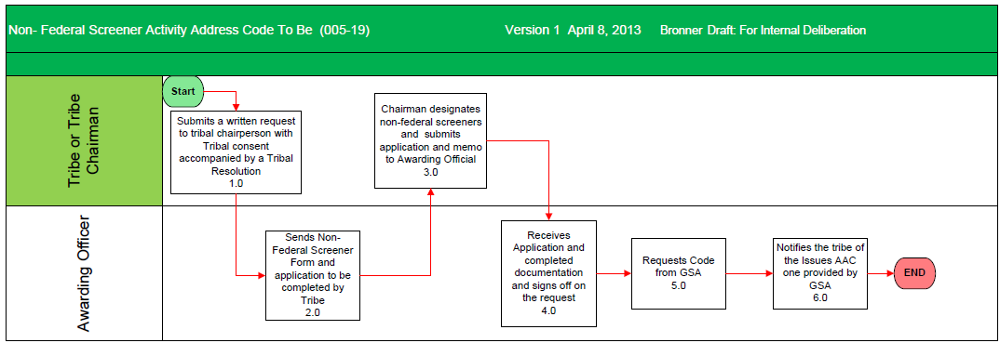 Non- Federal Screener Activity Address Code To Be (005-19) Version 1 April 8, 2013 Bronner Draft: For Internal Deliberation
Tribe or Tribe
Chairman
Start
Submits a written request
to tribal chairperson with
Tribal consent
accompanied by a Tribal
Resolution
1.0
Chairman designates
non-federal screeners
and submits
application and memo
to Awarding Official
3.0
Awarding Officer
Sends Non-
Federal Screener
Form and
application to be
completed by
Tribe
2.0
Receives
Application and
completed
documentation
and signs off on
the request
4.0
Requests Code
from GSA
5.0
Notifies the tribe of
the Issues AAC
one provided by
GSA
6.0
END